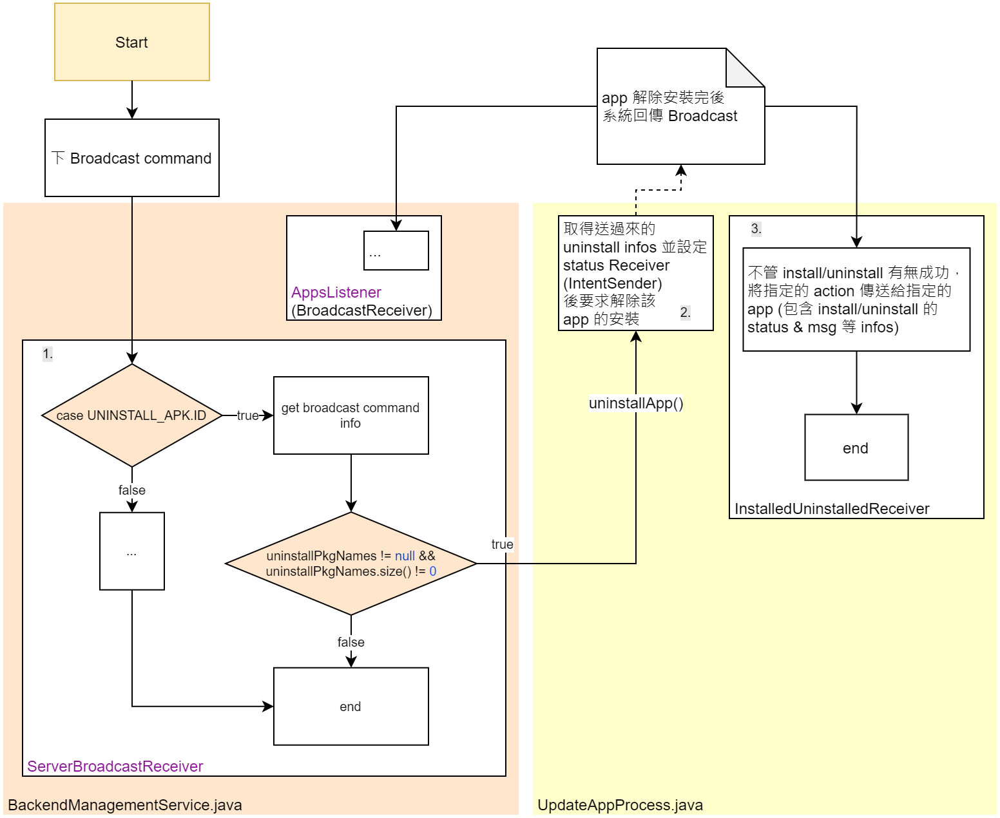 Start
下 Broadcast command
app 解除安裝完後
系統回傳 Broadcast
...
AppsListener
(BroadcastReceiver)
取得送過來的
uninstall infos 並設定
status Receiver
(IntentSender)
後要求解除該
app 的安裝
2.
3.
不管 install/uninstall 有無成功，
將指定的 action 傳送給指定的
app (包含 install/uninstall 的
status & msg 等 infos)
end
InstalledUninstalledReceiver
1.
case UNINSTALL_APK.ID
true
get broadcast command
info
false
...
uninstallPkgNames != null &&
uninstallPkgNames.size() != 0
true
uninstallApp()
false
end
ServerBroadcastReceiver
BackendManagementService.java
UpdateAppProcess.java